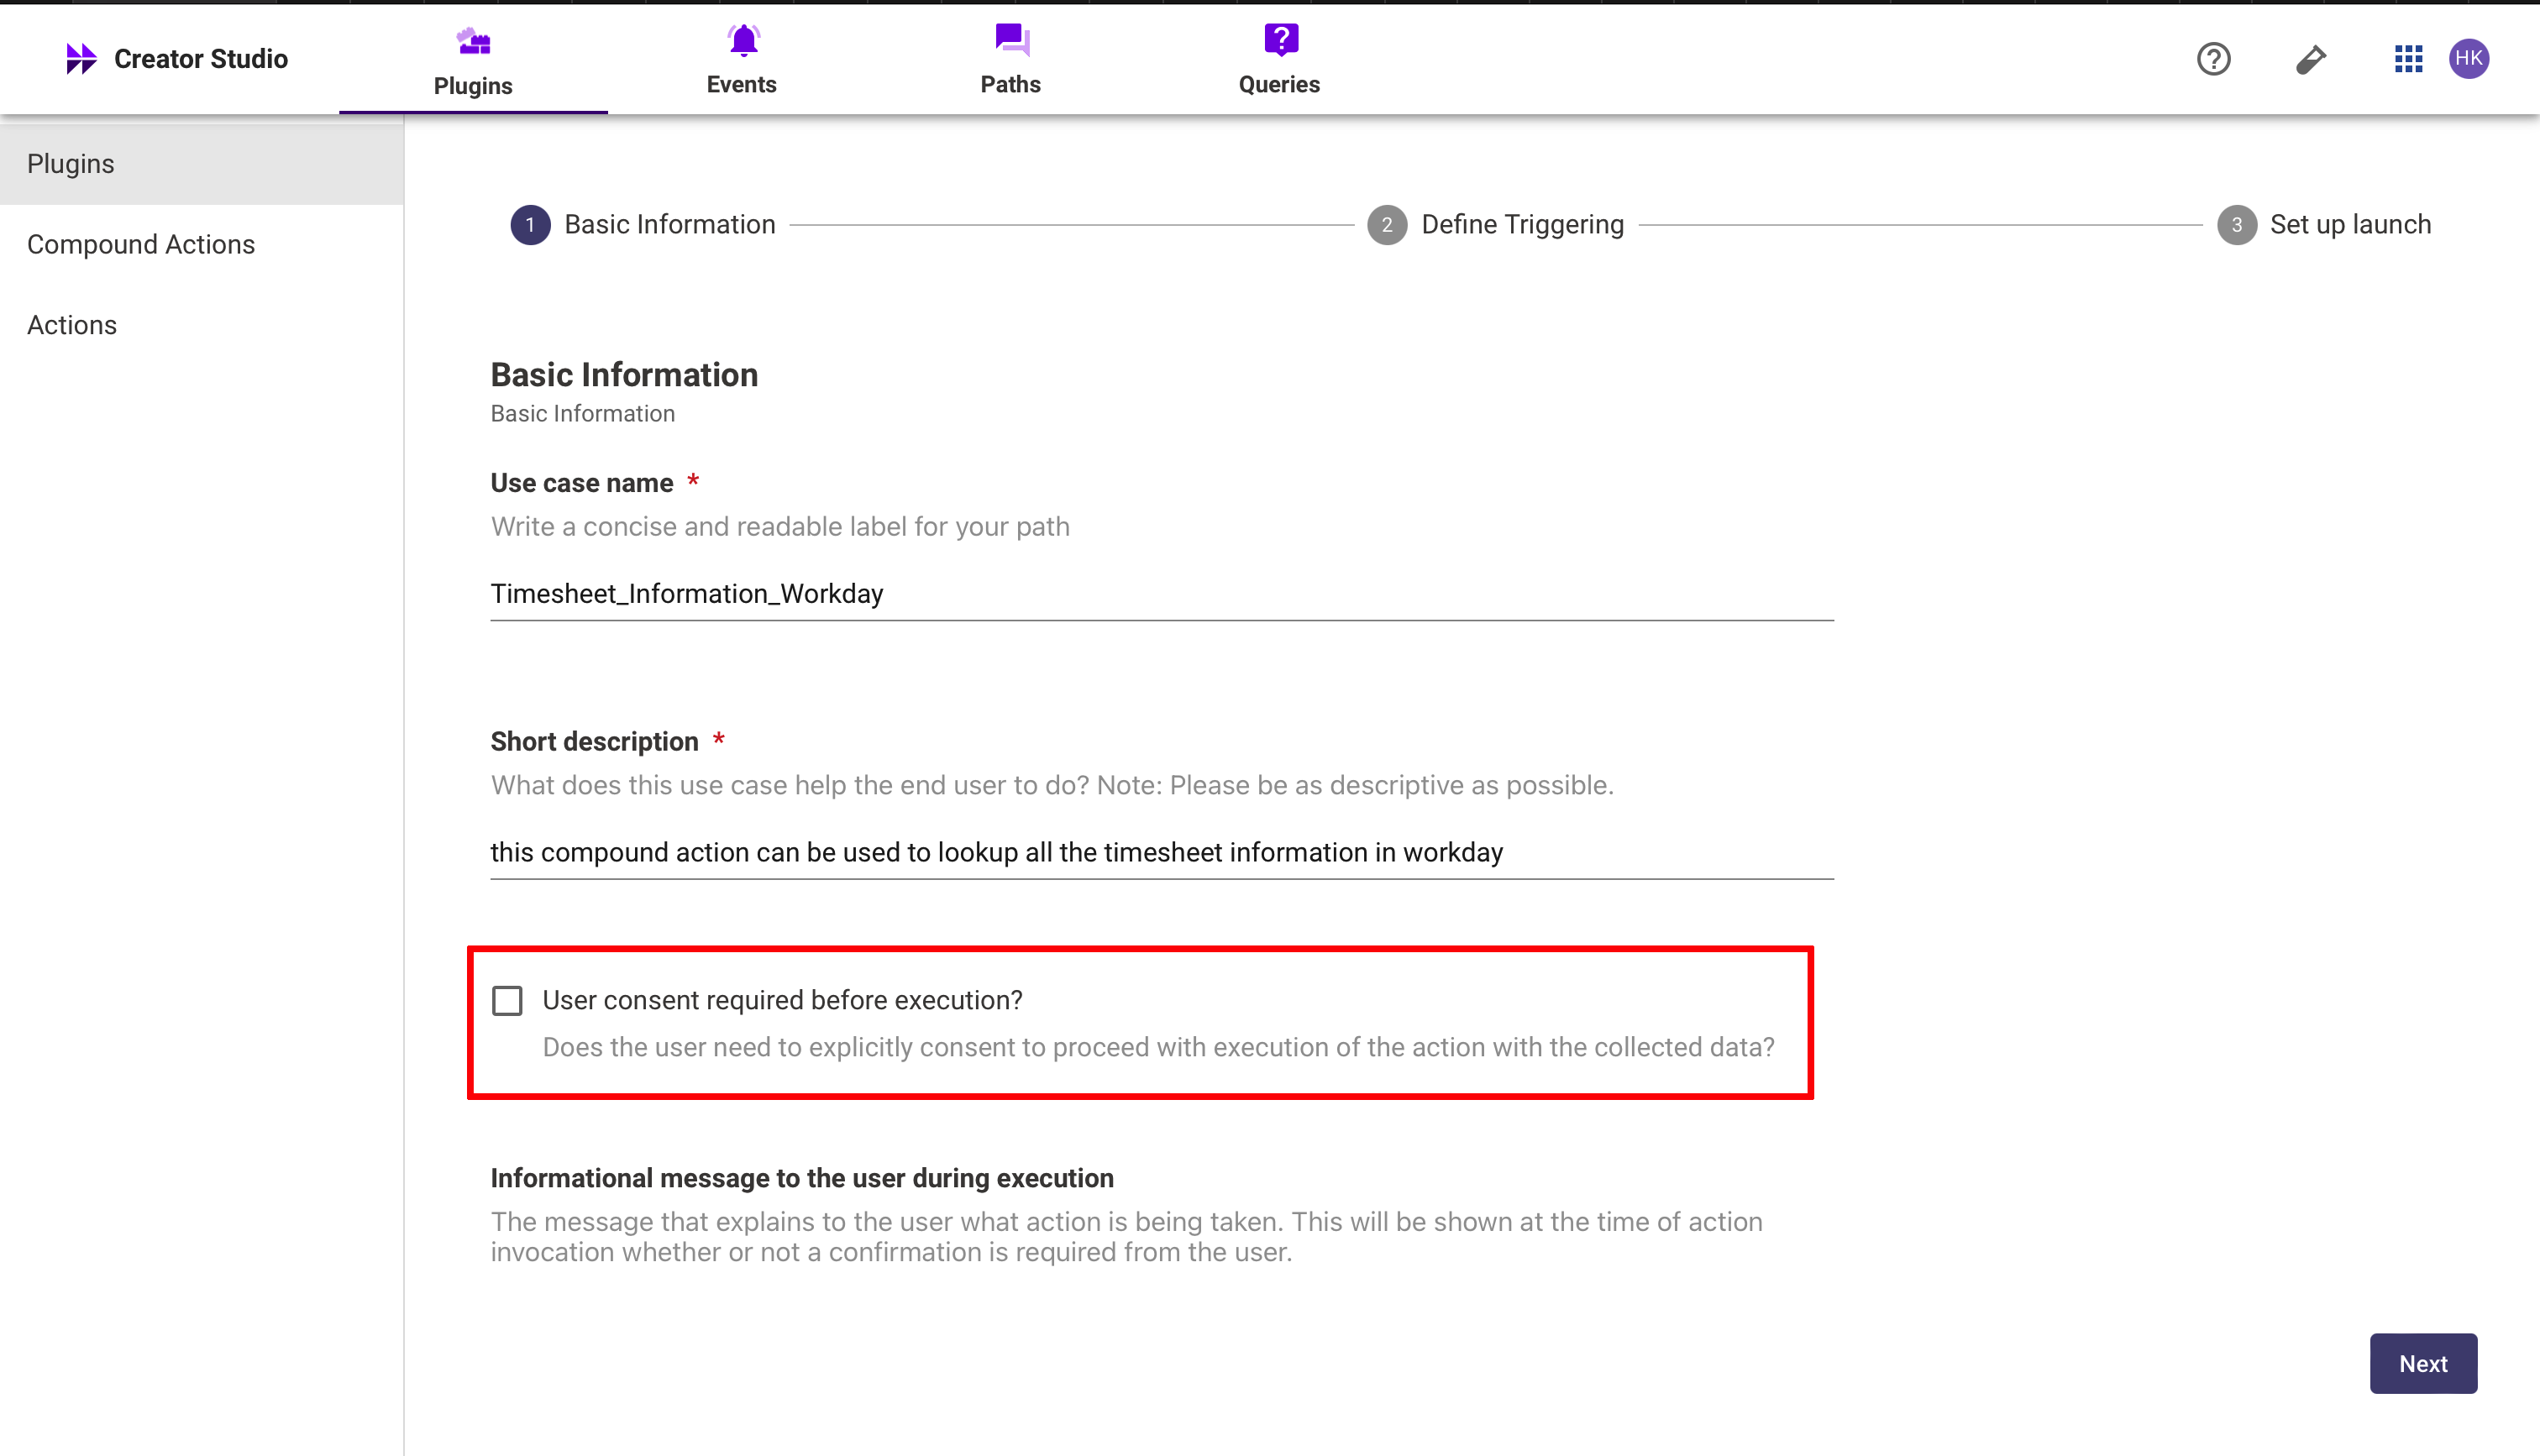 Creator Studio
Plugins
Events
Paths
?
Queries
?
HK
Plugins
Compound Actions
Actions
1 Basic Information
2 Define Triggering
3 Set up launch
Basic Information
Basic Information
Use case name *
Write a concise and readable label for your path
Timesheet_Information_Workday
Short description *
What does this use case help the end user to do? Note: Please be as descriptive as possible.
this compound action can be used to lookup all the timesheet information in workday
User consent required before execution?
Does the user need to explicitly consent to proceed with execution of the action with the collected data?
Informational message to the user during execution
The message that explains to the user what action is being taken. This will be shown at the time of action
invocation whether or not a confirmation is required from the user.
Next